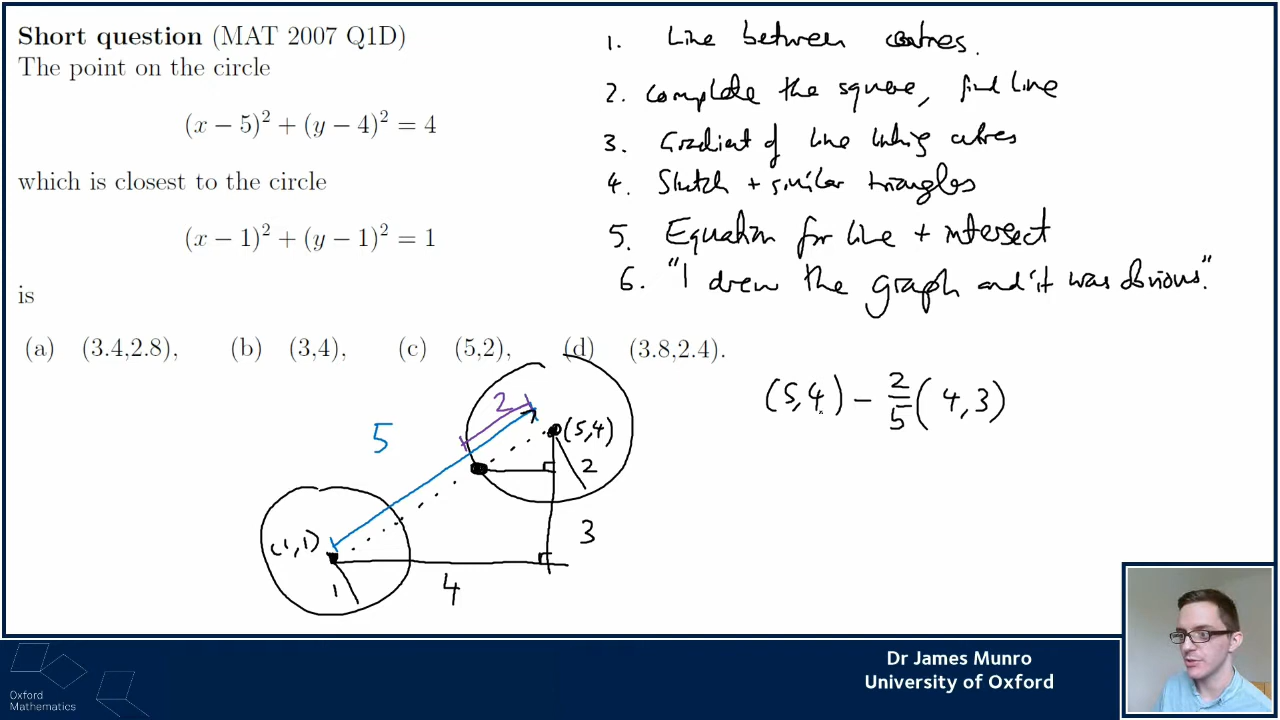 Short question (MAT 2007 Q1D)
The point on the circle
(x − 5)² + (y − 4)² = 4
which is closest to the circle
(x − 1)² + (y − 1)² = 1
is
(a) (3.4,2.8), (b) (3,4), (c) (5,2), (d) (3.8,2.4).
1. Line between centres.
2. Complete the square, find line
3. Gradient of line linking centres
4. Sketch + similar triangles
5. Equation for line + intersect
6. "I drew the graph and it was obvious."
(5,4) − 2/5 (4,3)
2
5
(5,4)
2
3
(1,1)
1
4
Oxford
Mathematics
Dr James Munro
University of Oxford